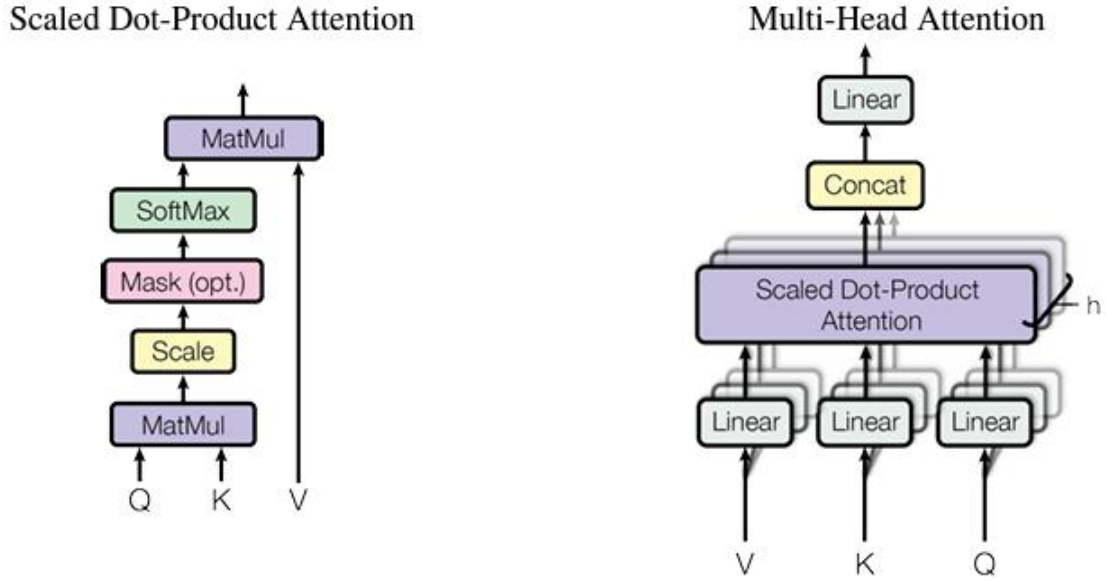 Scaled Dot-Product Attention
MatMul
SoftMax
Mask (opt.)
Scale
MatMul
Q K V
Multi-Head Attention
Linear
Concat
Scaled Dot-Product
Attention
h
Linear Linear Linear
V K Q